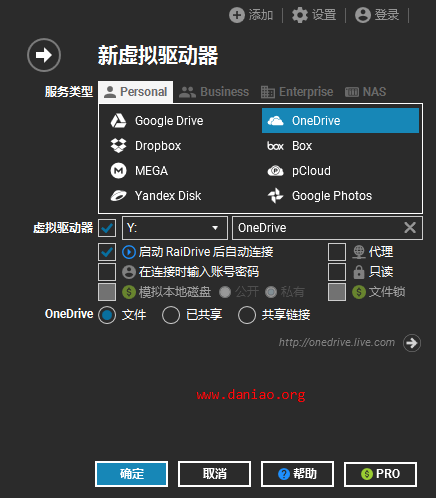 添加 设置 登录
新虚拟驱动器
服务类型 Personal Business Enterprise NAS
Google Drive OneDrive
Dropbox box Box
MEGA pCloud
Yandex Disk Google Photos
虚拟驱动器 Y: OneDrive
启动 RaiDrive 后自动连接 代理
在连接时输入账号密码 只读
模拟本地磁盘 公开 私有 文件锁
OneDrive 文件 已共享 共享链接
http://onedrive.live.com
www.daniao.org
确定 取消 帮助 PRO